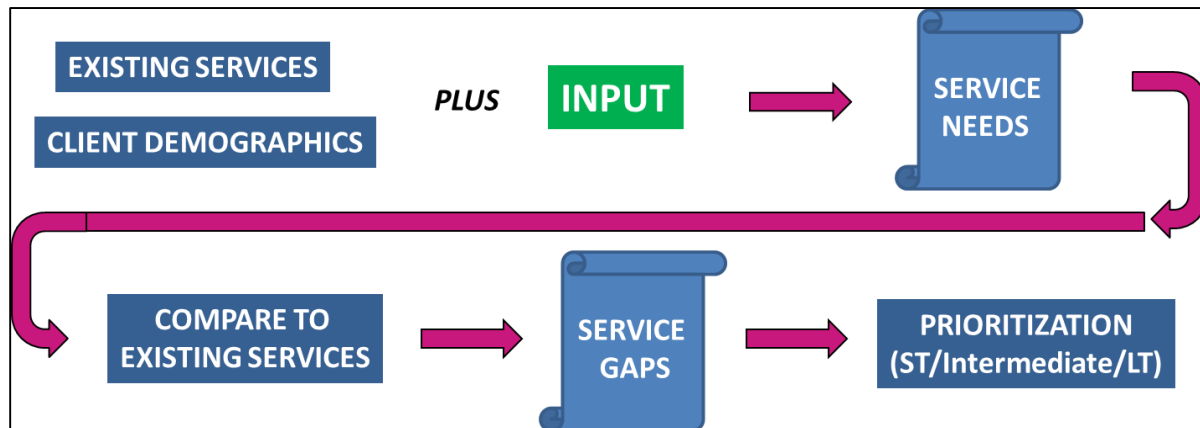 EXISTING SERVICES
CLIENT DEMOGRAPHICS
PLUS
INPUT
SERVICE
NEEDS
COMPARE TO
EXISTING SERVICES
SERVICE
GAPS
PRIORITIZATION
(ST/Intermediate/LT)